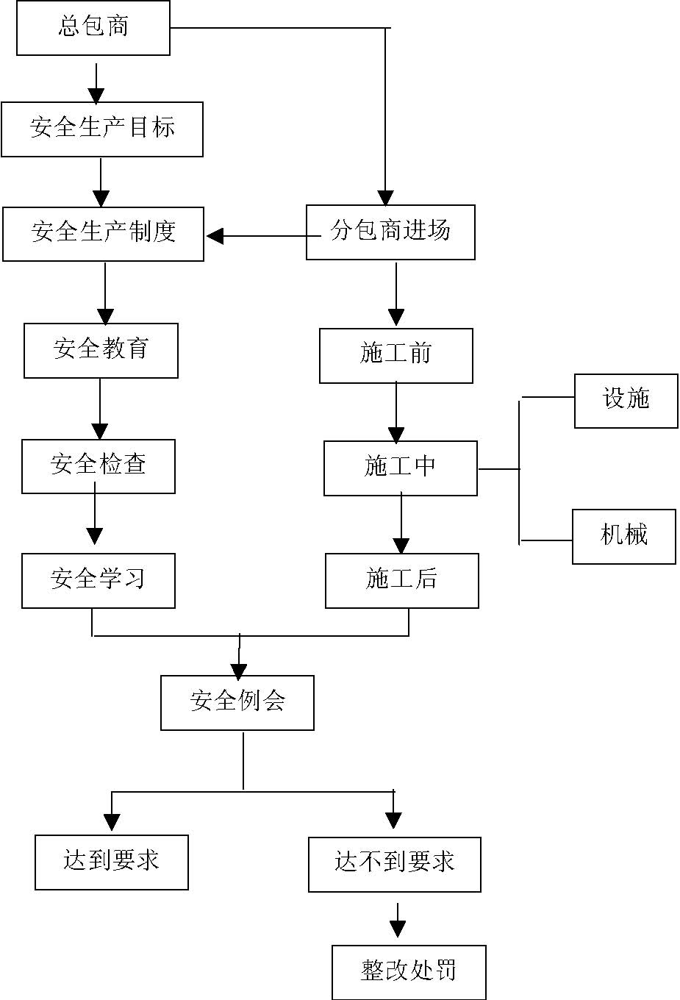 总包商
安全生产目标
安全生产制度
分包商进场
安全教育
施工前
设施
安全检查
施工中
机械
安全学习
施工后
安全例会
达到要求
达不到要求
整改处罚